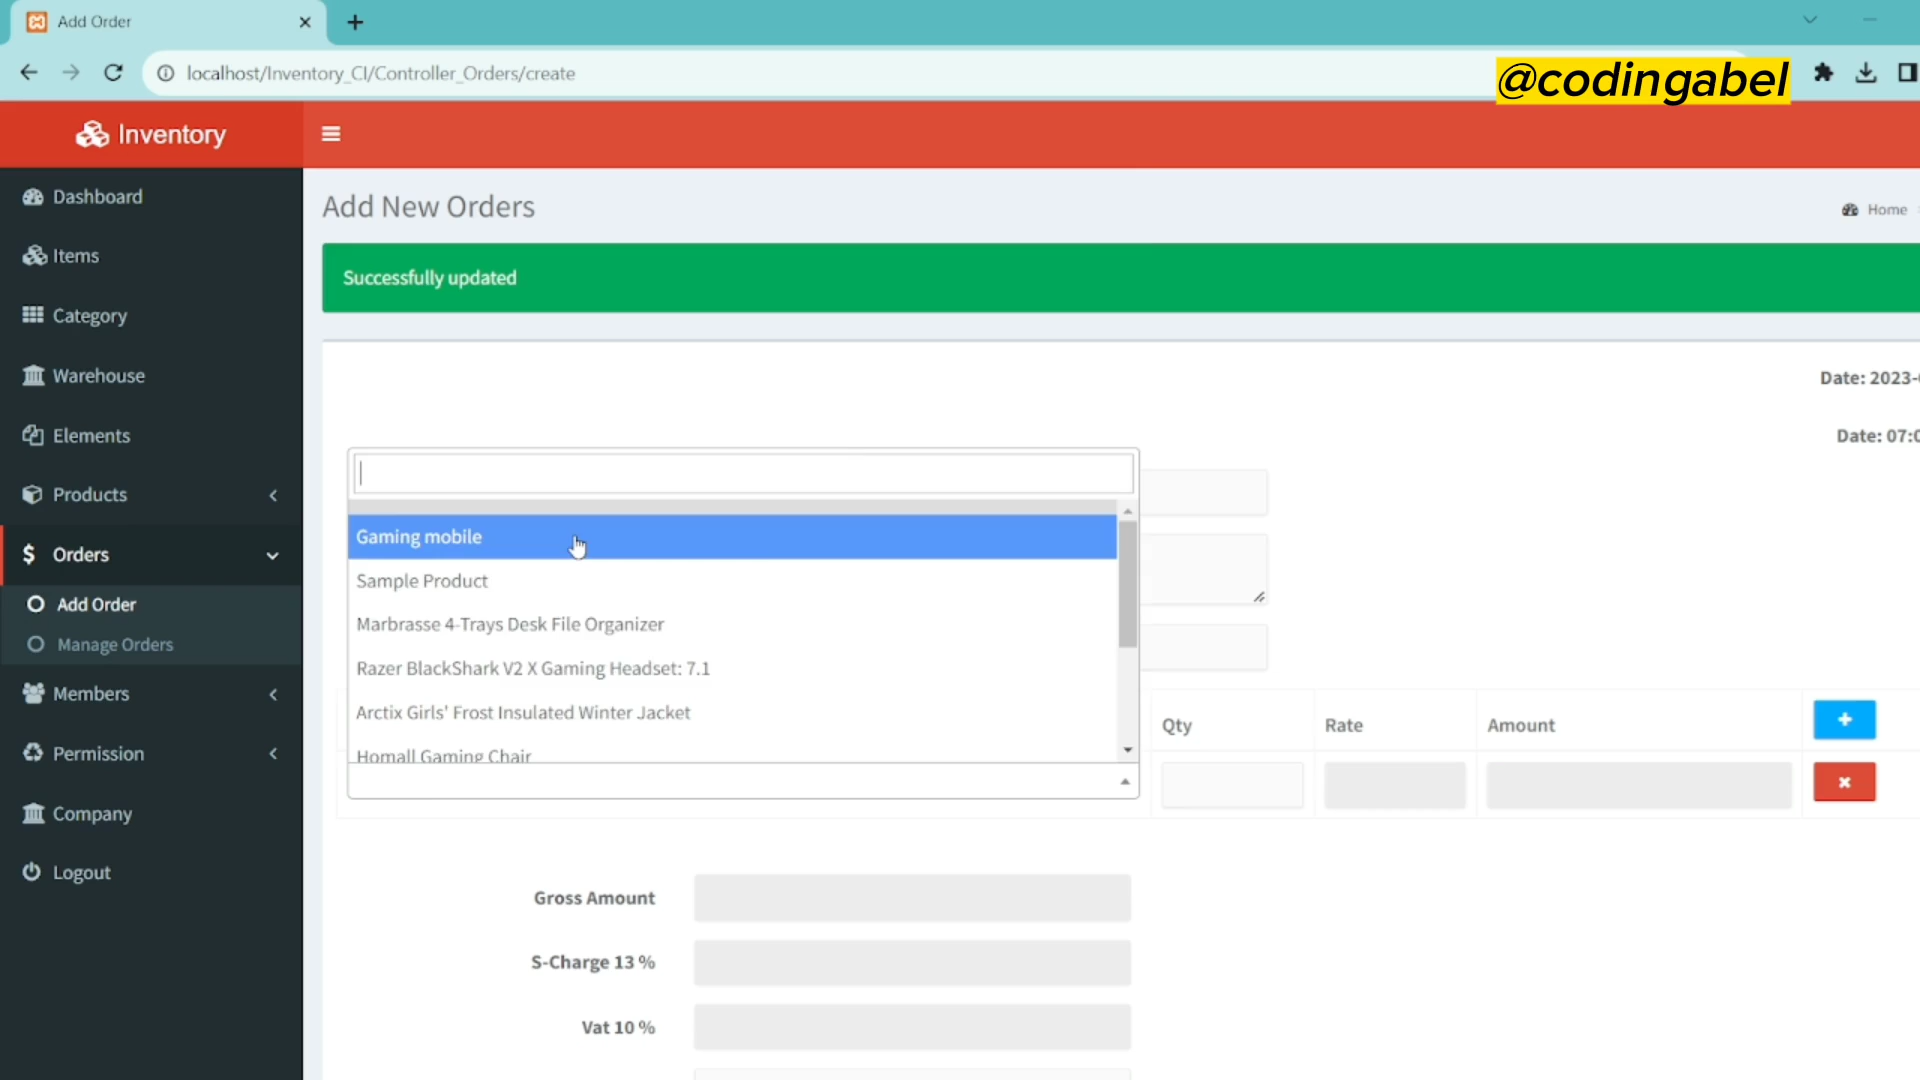 Add Order
localhost/Inventory_CI/Controller_Orders/create
@codingabel
Inventory
Dashboard
Items
Category
Warehouse
Elements
Products
Orders
Add Order
Manage Orders
Members
Permission
Company
Logout
Add New Orders
Home
Successfully updated
Date: 2023-
Date: 07:
Gaming mobile
Sample Product
Marbrasse 4-Trays Desk File Organizer
Razer BlackShark V2 X Gaming Headset: 7.1
Arctix Girls' Frost Insulated Winter Jacket
Homall Gaming Chair
Qty
Rate
Amount
Gross Amount
S-Charge 13 %
Vat 10 %